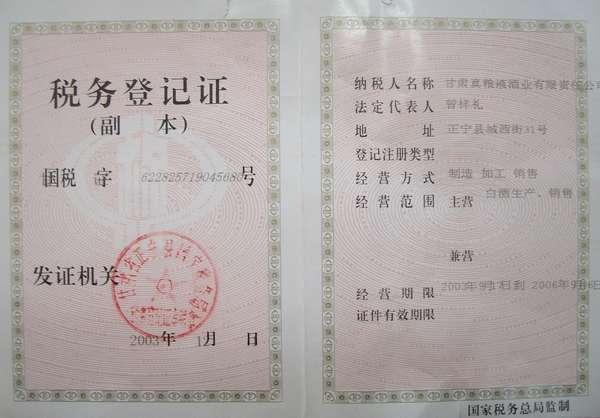 税务登记证
(副 本)
国税 字 622825719045680 号
发证机关
2003年 1月 日
纳税人名称 甘肃真粮液酒业有限责任公司
法定代表人 曾祥礼
地 址 正宁县城西街31号
登记注册类型
经营方式 制造 加工 销售
经营范围 主营 白酒生产、销售
兼营
经营期限 2003年9月1日到 2006年9月6日
证件有效期限
国家税务总局监制